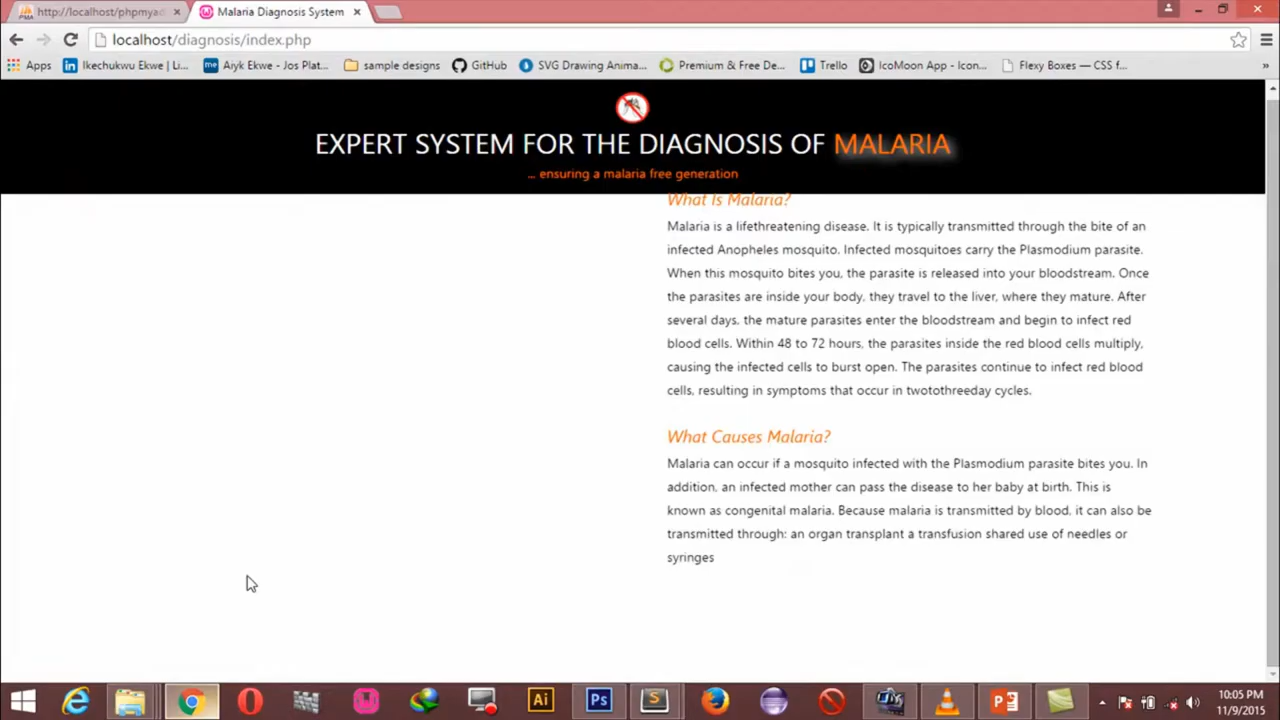 http://localhost/phpmyad
Malaria Diagnosis System
localhost/diagnosis/index.php
Apps
Ikechukwu Ekwe | Li...
Aiyk Ekwe - Jos Plat...
sample designs
GitHub
SVG Drawing Anima...
Premium & Free De...
Trello
IcoMoon App - Icon...
Flexy Boxes — CSS f...
»
EXPERT SYSTEM FOR THE DIAGNOSIS OF MALARIA
... ensuring a malaria free generation
What Is Malaria?
Malaria is a lifethreatening disease. It is typically transmitted through the bite of an
infected Anopheles mosquito. Infected mosquitoes carry the Plasmodium parasite.
When this mosquito bites you, the parasite is released into your bloodstream. Once
the parasites are inside your body, they travel to the liver, where they mature. After
several days, the mature parasites enter the bloodstream and begin to infect red
blood cells. Within 48 to 72 hours, the parasites inside the red blood cells multiply,
causing the infected cells to burst open. The parasites continue to infect red blood
cells, resulting in symptoms that occur in twotothreeday cycles.
What Causes Malaria?
Malaria can occur if a mosquito infected with the Plasmodium parasite bites you. In
addition, an infected mother can pass the disease to her baby at birth. This is
known as congenital malaria. Because malaria is transmitted by blood, it can also be
transmitted through: an organ transplant a transfusion shared use of needles or
syringes
Ai
Ps
10:05 PM
11/9/2015